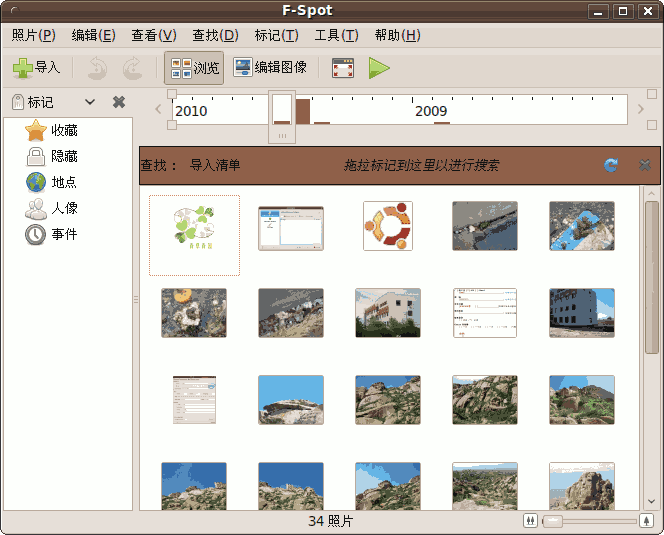 F-Spot
照片(P) 编辑(E) 查看(V) 查找(D) 标记(T) 工具(T) 帮助(H)
导入 浏览 编辑图像
标记
2010 2009
收藏
隐藏
地点
人像
事件
查找： 导入清单 拖拉标记到这里以进行搜索
34 照片